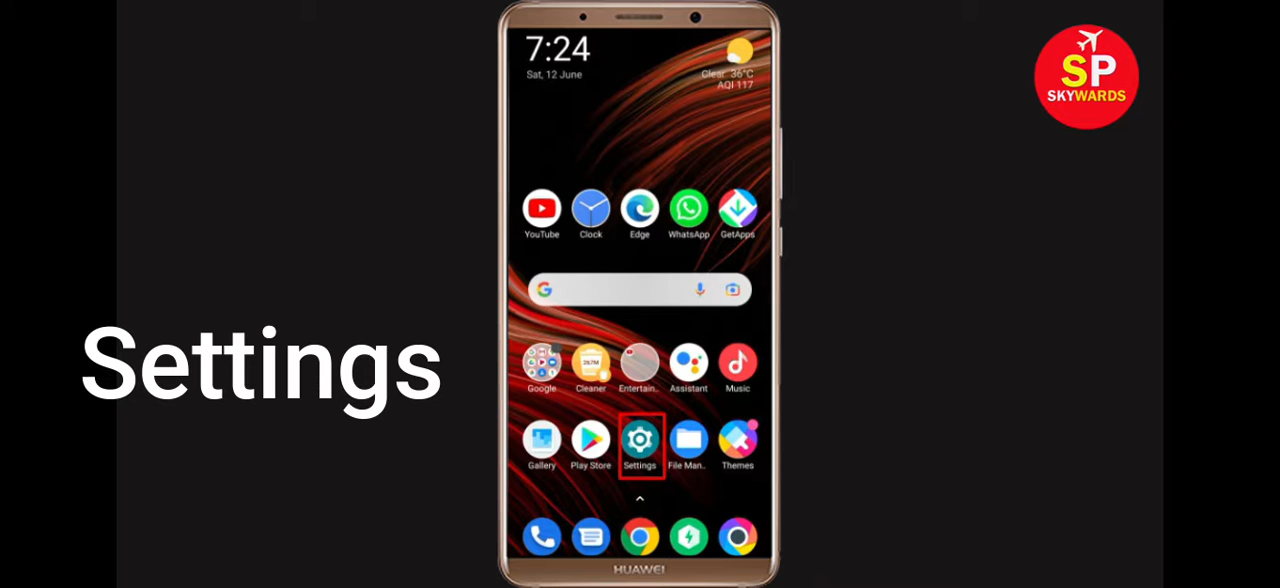 7:24
Sat, 12 June
Clear 36°C
AQI 117
SP
SKYWARDS
YouTube
Clock
Edge
WhatsApp
GetApps
Settings
Google
Cleaner
Entertain..
Assistant
Music
267M
Gallery
Play Store
Settings
File Man..
Themes
HUAWEI